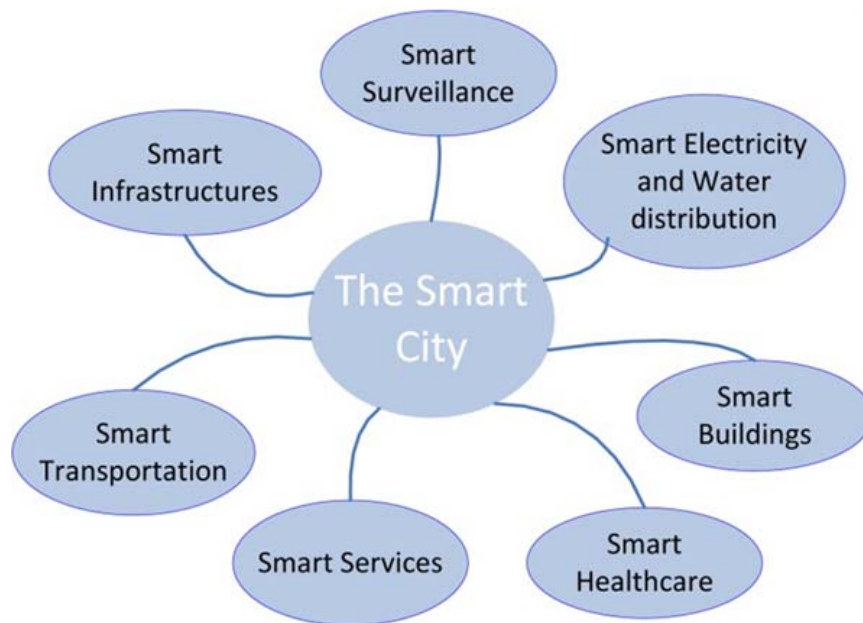 Smart
Surveillance
Smart
Infrastructures
Smart Electricity
and Water
distribution
The Smart
City
Smart
Buildings
Smart
Transportation
Smart Services
Smart
Healthcare